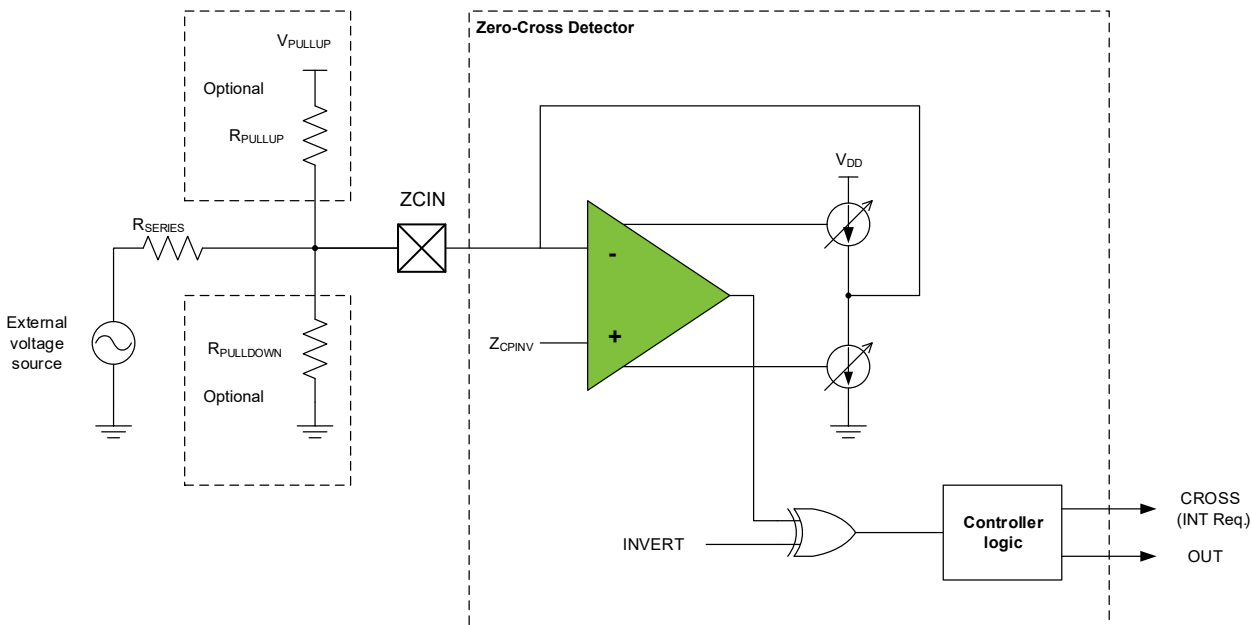 Zero-Cross Detector
VPULLUP
Optional
RPULLUP
ZCIN
VDD
RSERIES
-
+
ZCPINV
External
voltage
source
RPULLDOWN
Optional
INVERT
Controller
logic
CROSS
(INT Req.)
OUT